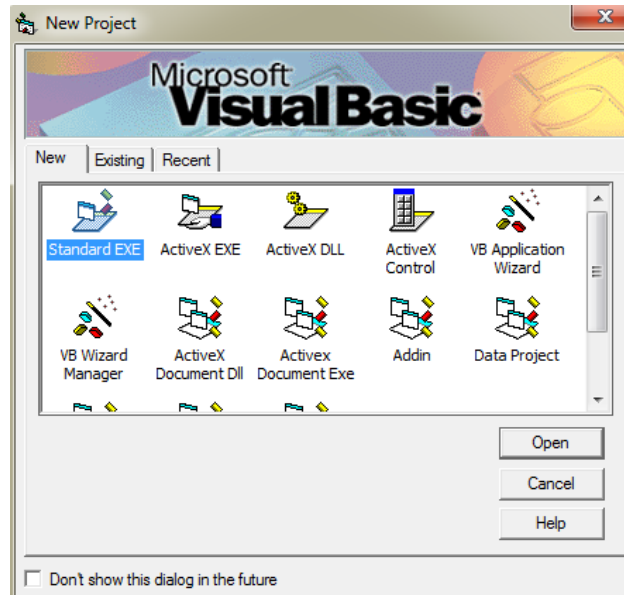 New Project
Microsoft
Visual Basic
New Existing Recent
Standard EXE ActiveX EXE ActiveX DLL ActiveX Control VB Application Wizard
VB Wizard Manager ActiveX Document Dll Activex Document Exe Addin Data Project
Open
Cancel
Help
Don't show this dialog in the future